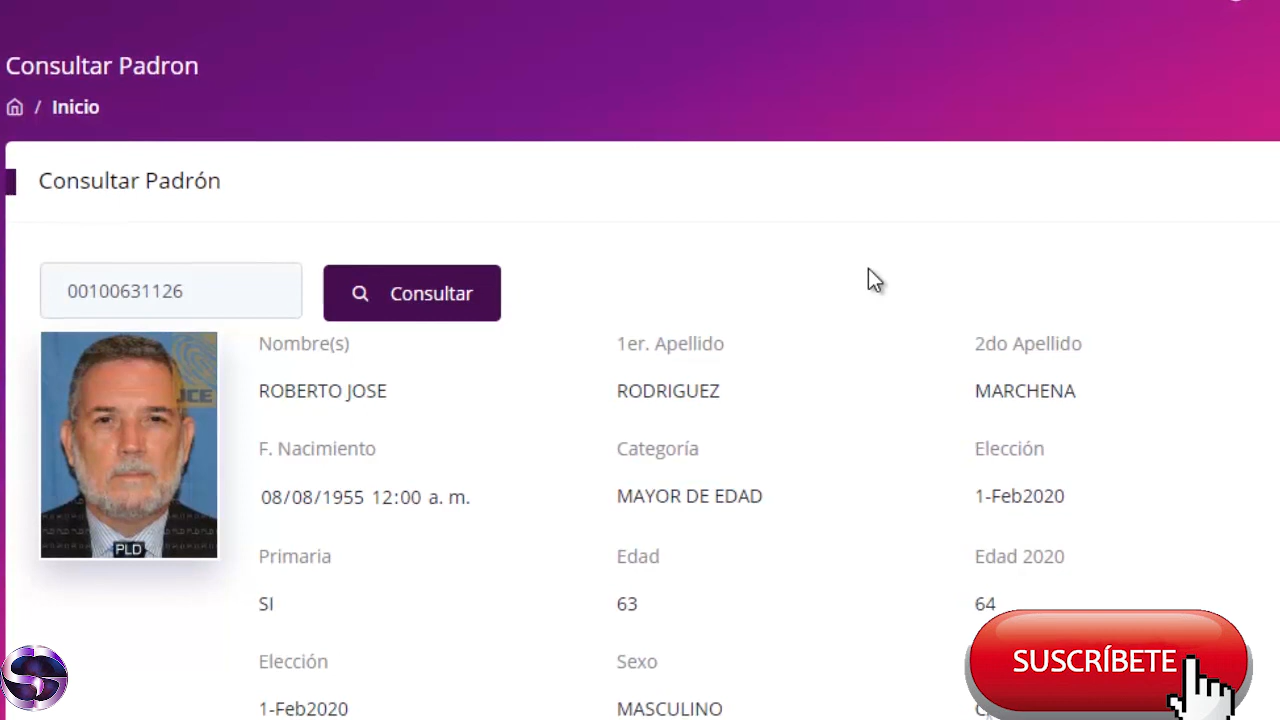 Consultar Padron
/ Inicio
Consultar Padrón
00100631126
Consultar
Nombre(s) 1er. Apellido 2do Apellido
ROBERTO JOSE RODRIGUEZ MARCHENA
F. Nacimiento Categoría Elección
08/08/1955 12:00 a. m. MAYOR DE EDAD 1-Feb2020
Primaria Edad Edad 2020
SI 63 64
Elección Sexo
1-Feb2020 MASCULINO
JCE
PLD
SUSCRÍBETE